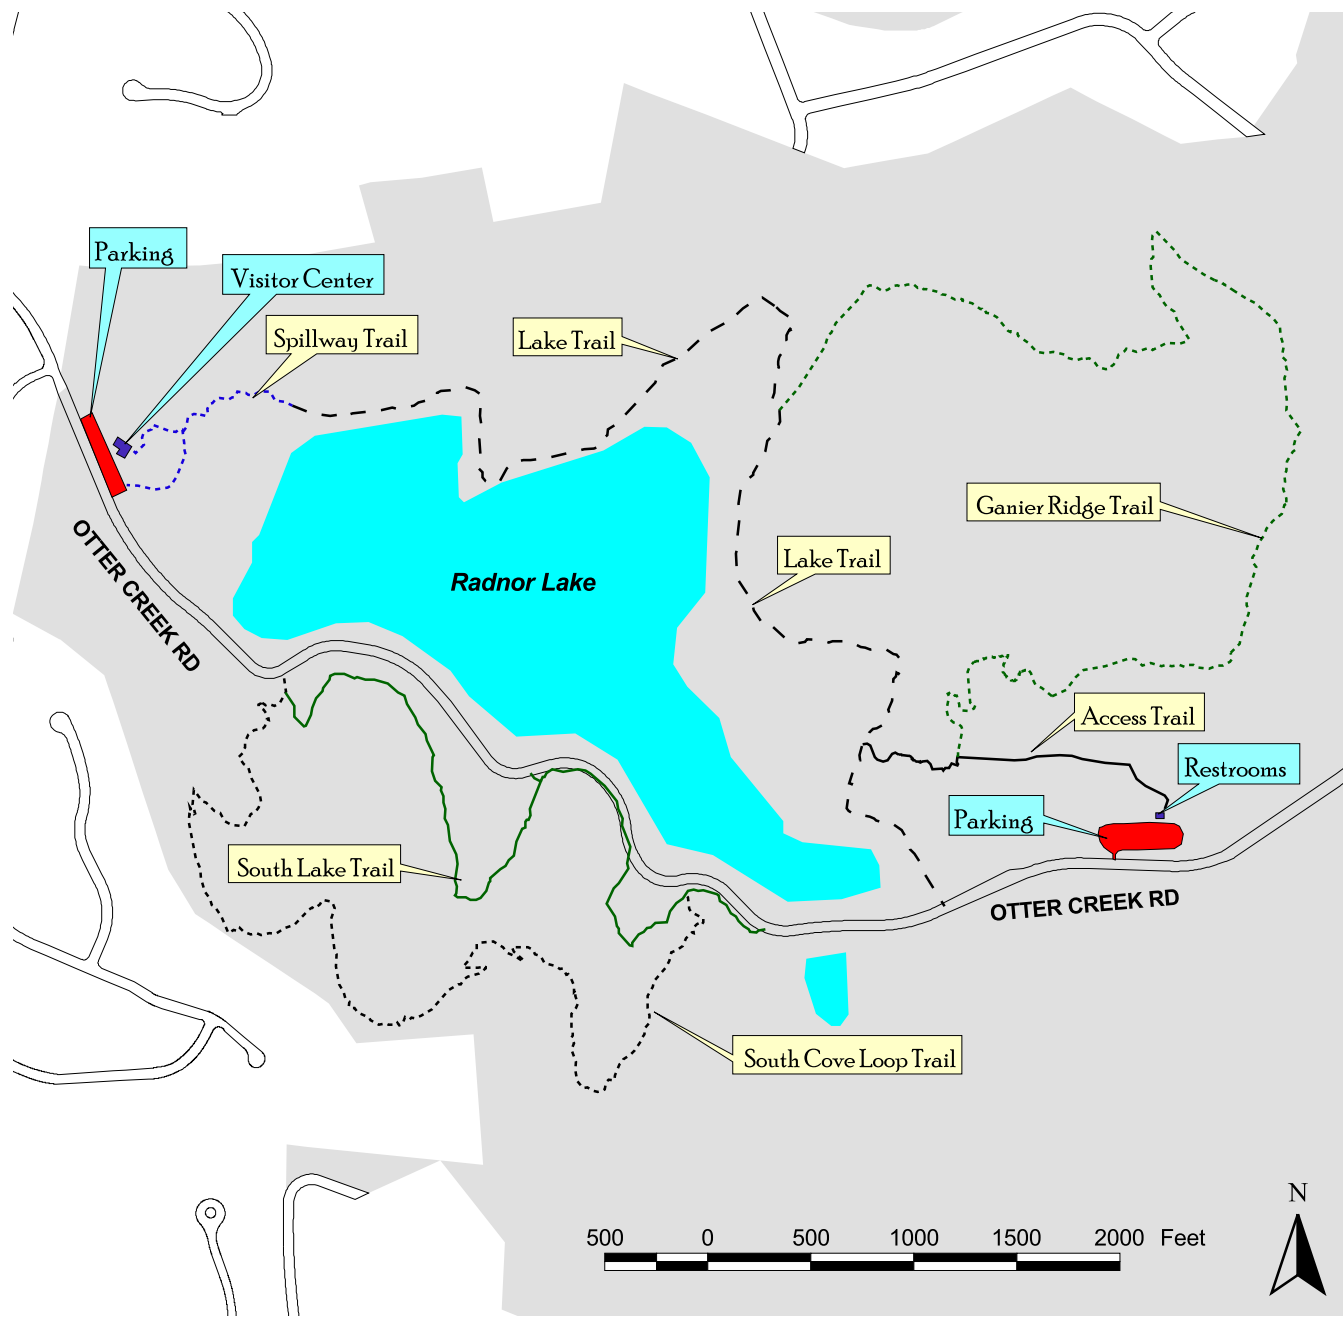 Parking
Visitor Center
Spillway Trail
Lake Trail
Ganier Ridge Trail
OTTER CREEK RD
Radnor Lake
Lake Trail
Access Trail
Restrooms
Parking
South Lake Trail
OTTER CREEK RD
South Cove Loop Trail
N
500 0 500 1000 1500 2000 Feet